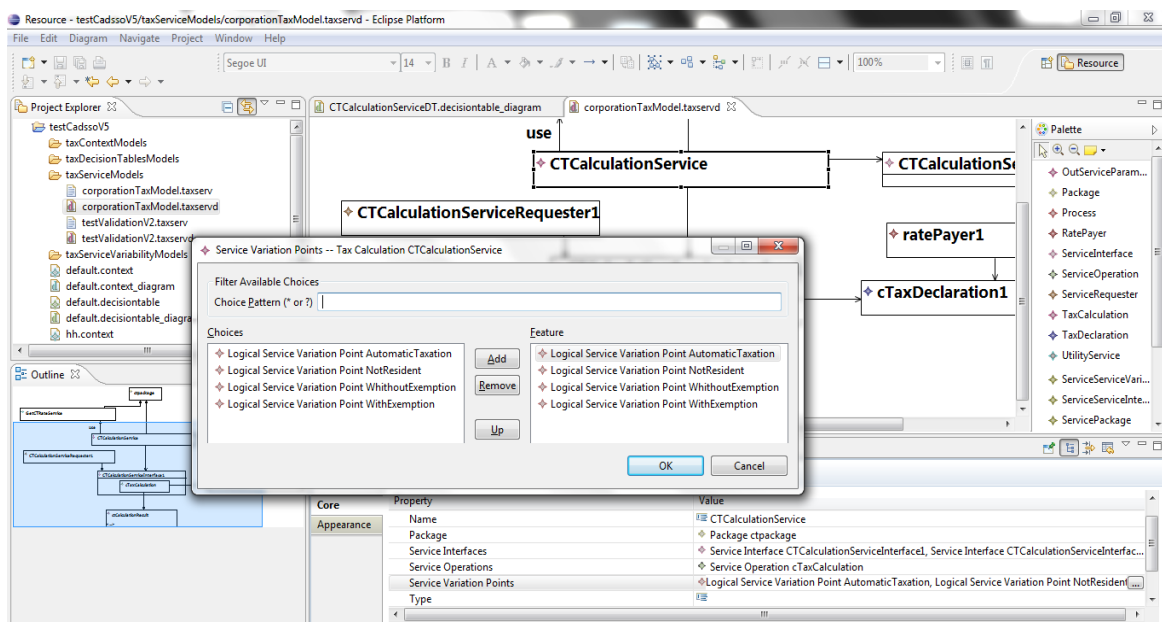 Resource - testCadssoV5/taxServiceModels/corporationTaxModel.taxservd - Eclipse Platform
File Edit Diagram Navigate Project Window Help
Segoe UI 14 B I A 100% Resource
Project Explorer
CTCalculationServiceDT.decisiontable_diagram
corporationTaxModel.taxservd
testCadssoV5
taxContextModels
taxDecisionTablesModels
taxServiceModels
corporationTaxModel.taxserv
corporationTaxModel.taxservd
testValidationV2.taxserv
testValidationV2.taxservd
taxServiceVariabilityModels
default.context
default.context_diagram
default.decisiontable
default.decisiontable_diagra
hh.context
use
CTCalculationService
CTCalculationSe
CTCalculationServiceRequester1
ratePayer1
cTaxDeclaration1
Palette
OutServiceParam...
Package
Process
RatePayer
ServiceInterface
ServiceOperation
ServiceRequester
TaxCalculation
TaxDeclaration
UtilityService
ServiceServiceVari...
ServiceServiceInte...
ServicePackage
Service Variation Points -- Tax Calculation CTCalculationService
Filter Available Choices
Choice Pattern (* or ?)
Choices
Logical Service Variation Point AutomaticTaxation
Logical Service Variation Point NotResident
Logical Service Variation Point WhithoutExemption
Logical Service Variation Point WithExemption
Add
Remove
Up
Feature
Logical Service Variation Point AutomaticTaxation
Logical Service Variation Point NotResident
Logical Service Variation Point WhithoutExemption
Logical Service Variation Point WithExemption
OK Cancel
Outline
ctpackage
GetCTRateService
use
CTCalculationService
CTCalculationServiceRequester1
CTCalculationServiceInterface1
cTaxCalculation
Core
Appearance
Property Value
Name CTCalculationService
Package Package ctpackage
Service Interfaces Service Interface CTCalculationServiceInterface1, Service Interface CTCalculationServiceInterfac...
Service Operations Service Operation cTaxCalculation
Service Variation Points Logical Service Variation Point AutomaticTaxation, Logical Service Variation Point NotResident ...
Type